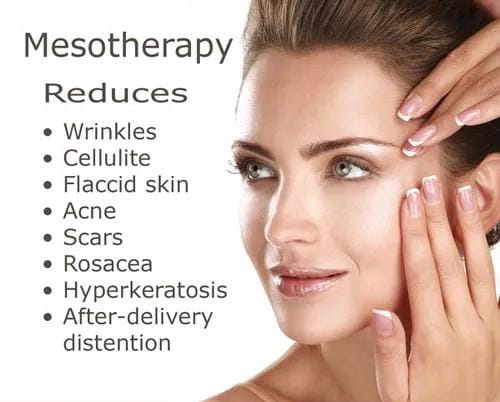 Mesotherapy
Reduces
• Wrinkles
• Cellulite
• Flaccid skin
• Acne
• Scars
• Rosacea
• Hyperkeratosis
• After-delivery
distention